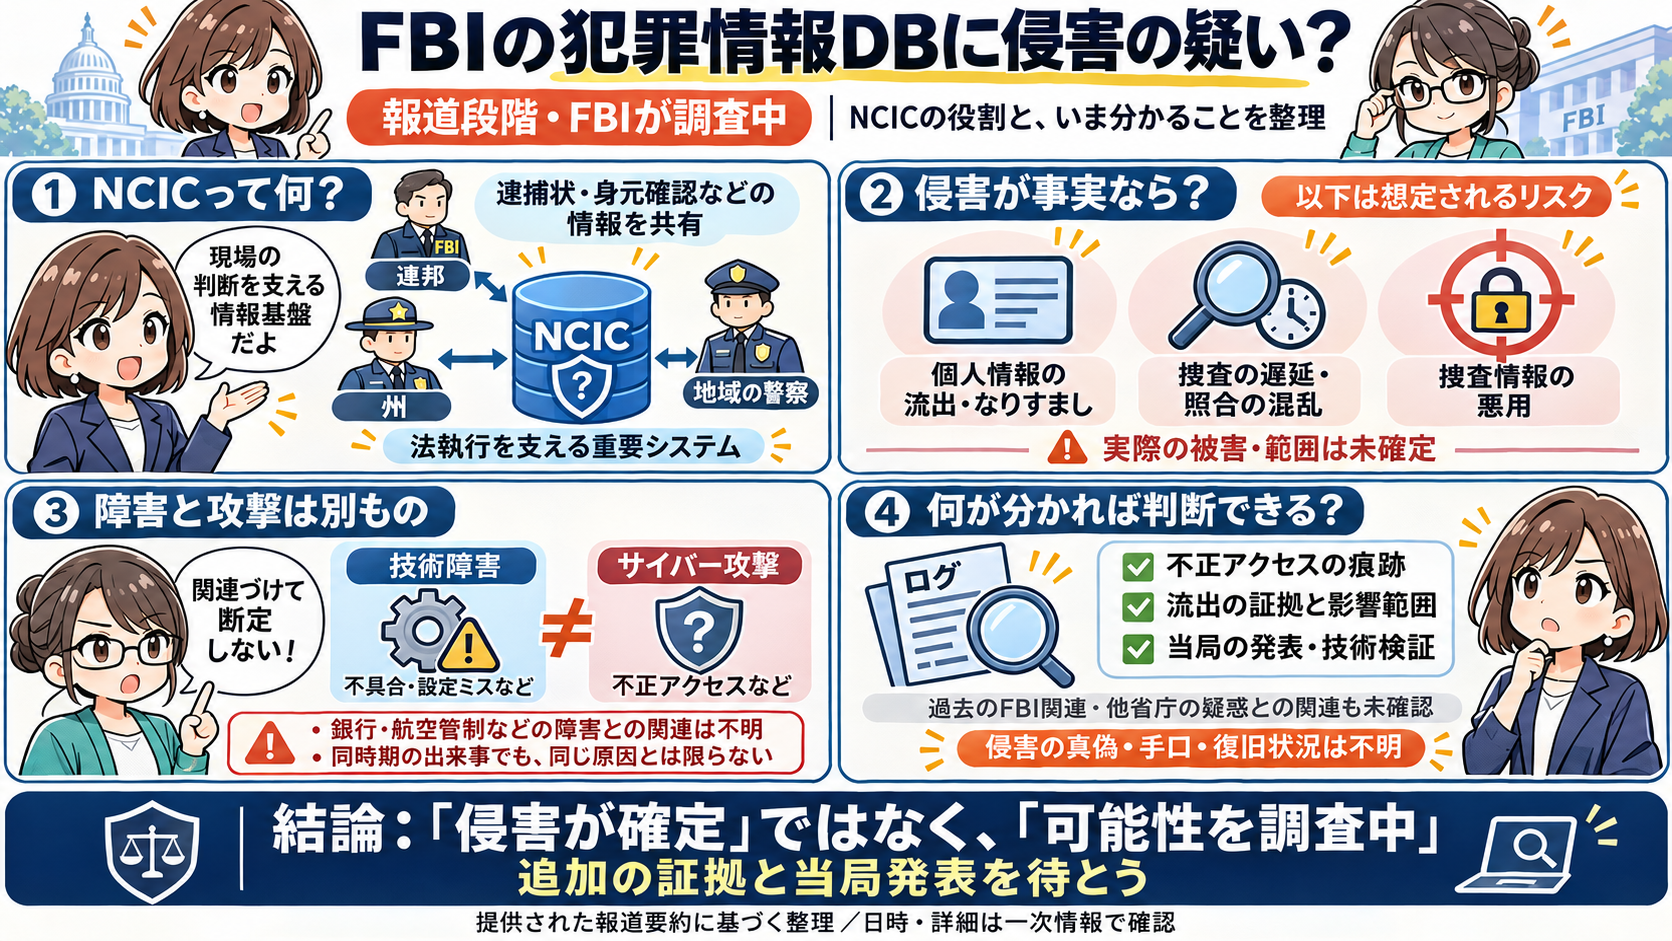 FBIの犯罪情報DBに侵害の疑い?
報道段階・FBIが調査中
NCICの役割と、いま分かることを整理
FBI
1 NCICって何?
現場の
判断を支える
情報基盤
だよ
逮捕状・身元確認などの
情報を共有
FBI
連邦
州
NCIC
?
地域の警察
法執行を支える重要システム
2 侵害が事実なら?
以下は想定されるリスク
個人情報の
流出・なりすまし
捜査の遅延・
照合の混乱
捜査情報の
悪用
実際の被害・範囲は未確定
3 障害と攻撃は別もの
関連づけて
断定
しない!
技術障害
不具合・設定ミスなど
≠
サイバー攻撃
?
不正アクセスなど
・銀行・航空管制などの障害との関連は不明
・同時期の出来事でも、同じ原因とは限らない
4 何が分かれば判断できる?
ログ
不正アクセスの痕跡
流出の証拠と影響範囲
当局の発表・技術検証
過去のFBI関連・他省庁の疑惑との関連も未確認
侵害の真偽・手口・復旧状況は不明
結論:「侵害が確定」ではなく、「可能性を調査中」
追加の証拠と当局発表を待とう
提供された報道要約に基づく整理/日時・詳細は一次情報で確認